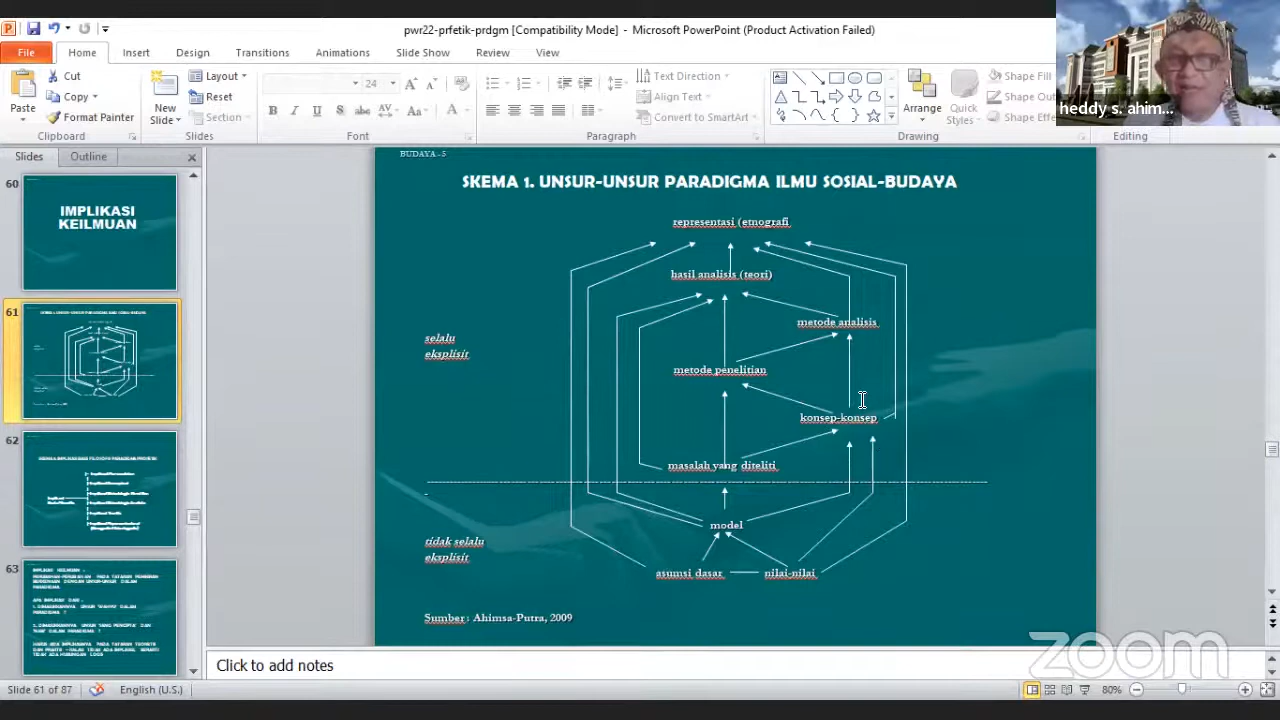 pwr22-prfetik-prdgm [Compatibility Mode] - Microsoft PowerPoint (Product Activation Failed)
File Home Insert Design Transitions Animations Slide Show Review View
Paste
Cut
Copy
Format Painter
Clipboard
New Slide
Layout
Reset
Section
Slides
24
Font
Text Direction
Align Text
Convert to SmartArt
Paragraph
Arrange
Quick Styles
Shape Fill
Shape Out
Shape Effe
Drawing
Editing
heddy s. ahim...
Slides Outline
60
IMPLIKASI
KEILMUAN
61
62
63
BUDAYA - 5
SKEMA 1. UNSUR-UNSUR PARADIGMA ILMU SOSIAL-BUDAYA
representasi (etnografi
hasil analisis (teori)
metode analisis
selalu
eksplisit
metode penelitian
konsep-konsep
masalah yang diteliti
model
tidak selalu
eksplisit
asumsi dasar
nilai-nilai
Sumber : Ahimsa-Putra, 2009
zoom
Click to add notes
Slide 61 of 87 English (U.S.) 80%